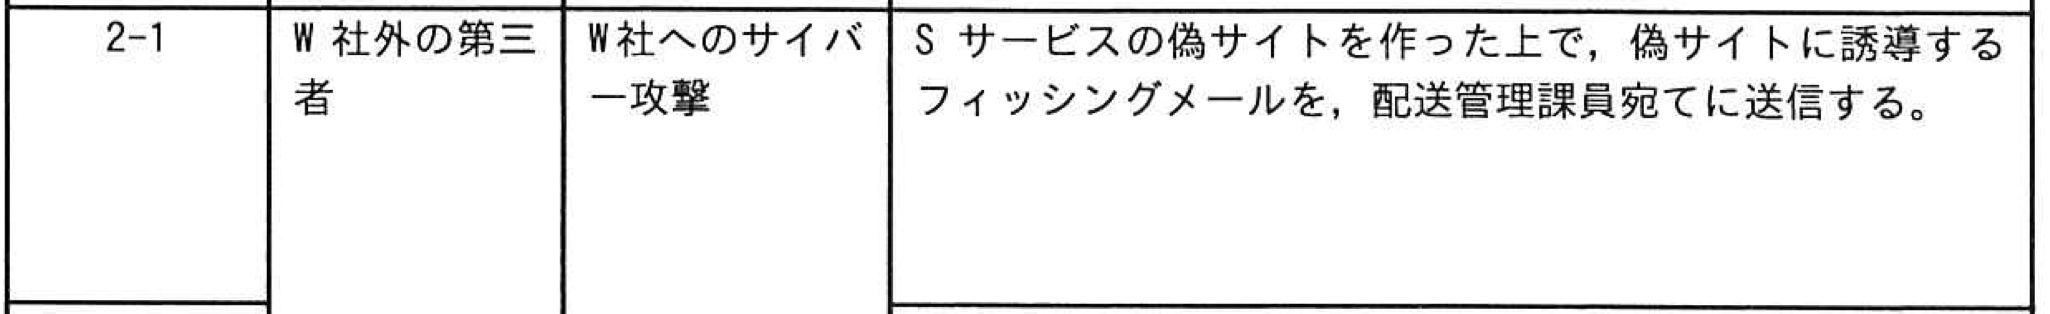 2-1
W 社外の第三
者
W社へのサイバ
ー攻撃
S サービスの偽サイトを作った上で，偽サイトに誘導する
フィッシングメールを，配送管理課員宛てに送信する。